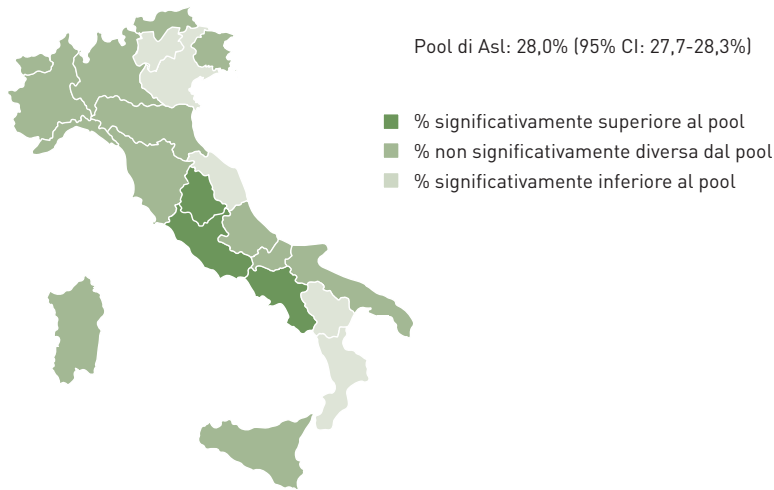 Pool di Asl: 28,0% (95% CI: 27,7-28,3%)
% significativamente superiore al pool
% non significativamente diversa dal pool
% significativamente inferiore al pool